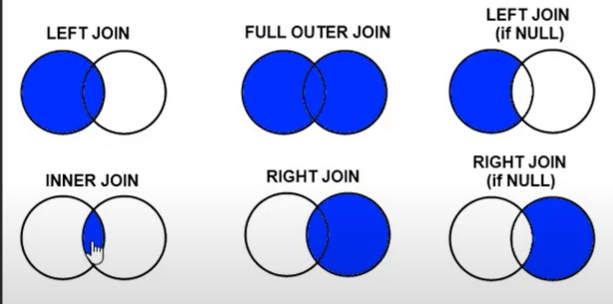 LEFT JOIN
FULL OUTER JOIN
LEFT JOIN
(if NULL)
INNER JOIN
RIGHT JOIN
RIGHT JOIN
(if NULL)